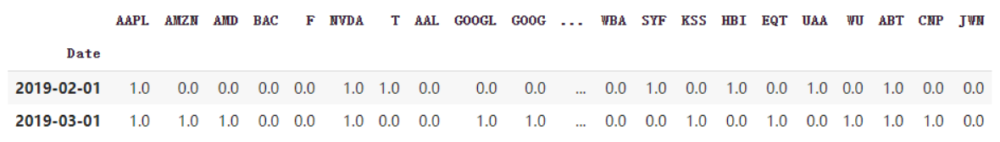 AAPL AMZN AMD BAC F NVDA T AAL GOOGL GOOG ... WBA SYF KSS HBI EQT UAA WU ABT CNP JWN
Date
2019-02-01 1.0 0.0 0.0 0.0 0.0 1.0 1.0 0.0 0.0 0.0 ... 0.0 1.0 0.0 1.0 0.0 1.0 0.0 1.0 0.0 0.0
2019-03-01 1.0 1.0 1.0 0.0 0.0 1.0 0.0 0.0 1.0 1.0 ... 0.0 0.0 1.0 0.0 1.0 0.0 1.0 1.0 1.0 0.0